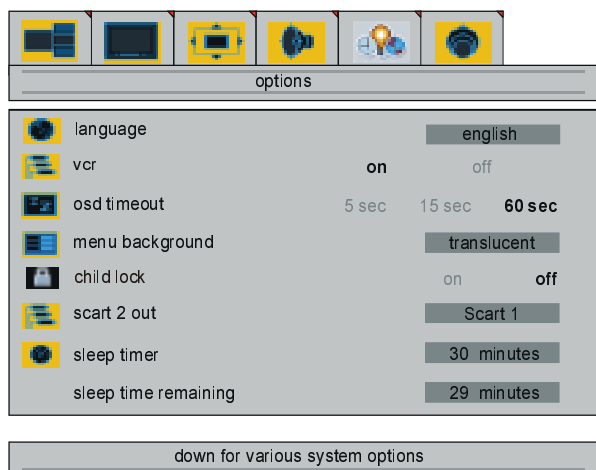 options
language english
vcr on off
osd timeout 5 sec 15 sec 60 sec
menu background translucent
child lock on off
scart 2 out Scart 1
sleep timer 30 minutes
sleep time remaining 29 minutes
down for various system options